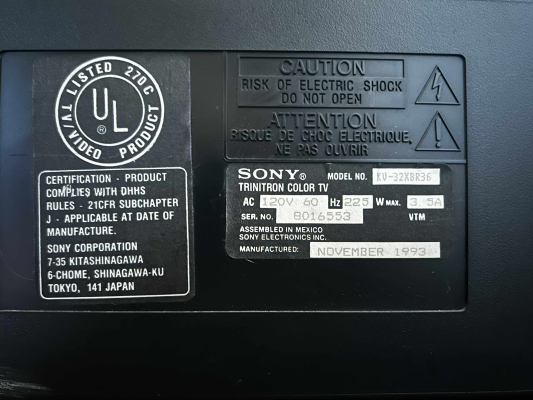 LISTED 270C
TV/VIDEO PRODUCT
UL
®
CERTIFICATION - PRODUCT
COMPLIES WITH DHHS
RULES - 21CFR SUBCHAPTER
J - APPLICABLE AT DATE OF
MANUFACTURE.
SONY CORPORATION
7-35 KITASHINAGAWA
6-CHOME, SHINAGAWA-KU
TOKYO, 141 JAPAN
CAUTION
RISK OF ELECTRIC SHOCK
DO NOT OPEN
ATTENTION
RISQUE DE CHOC ELECTRIQUE,
NE PAS OUVRIR
SONY® MODEL NO. KV-32XBR36
TRINITRON COLOR TV
AC 120V 60 Hz 225 W MAX. 3.5A
SER. NO. 8016553 VTM
ASSEMBLED IN MEXICO
SONY ELECTRONICS INC.
MANUFACTURED: NOVEMBER 1993